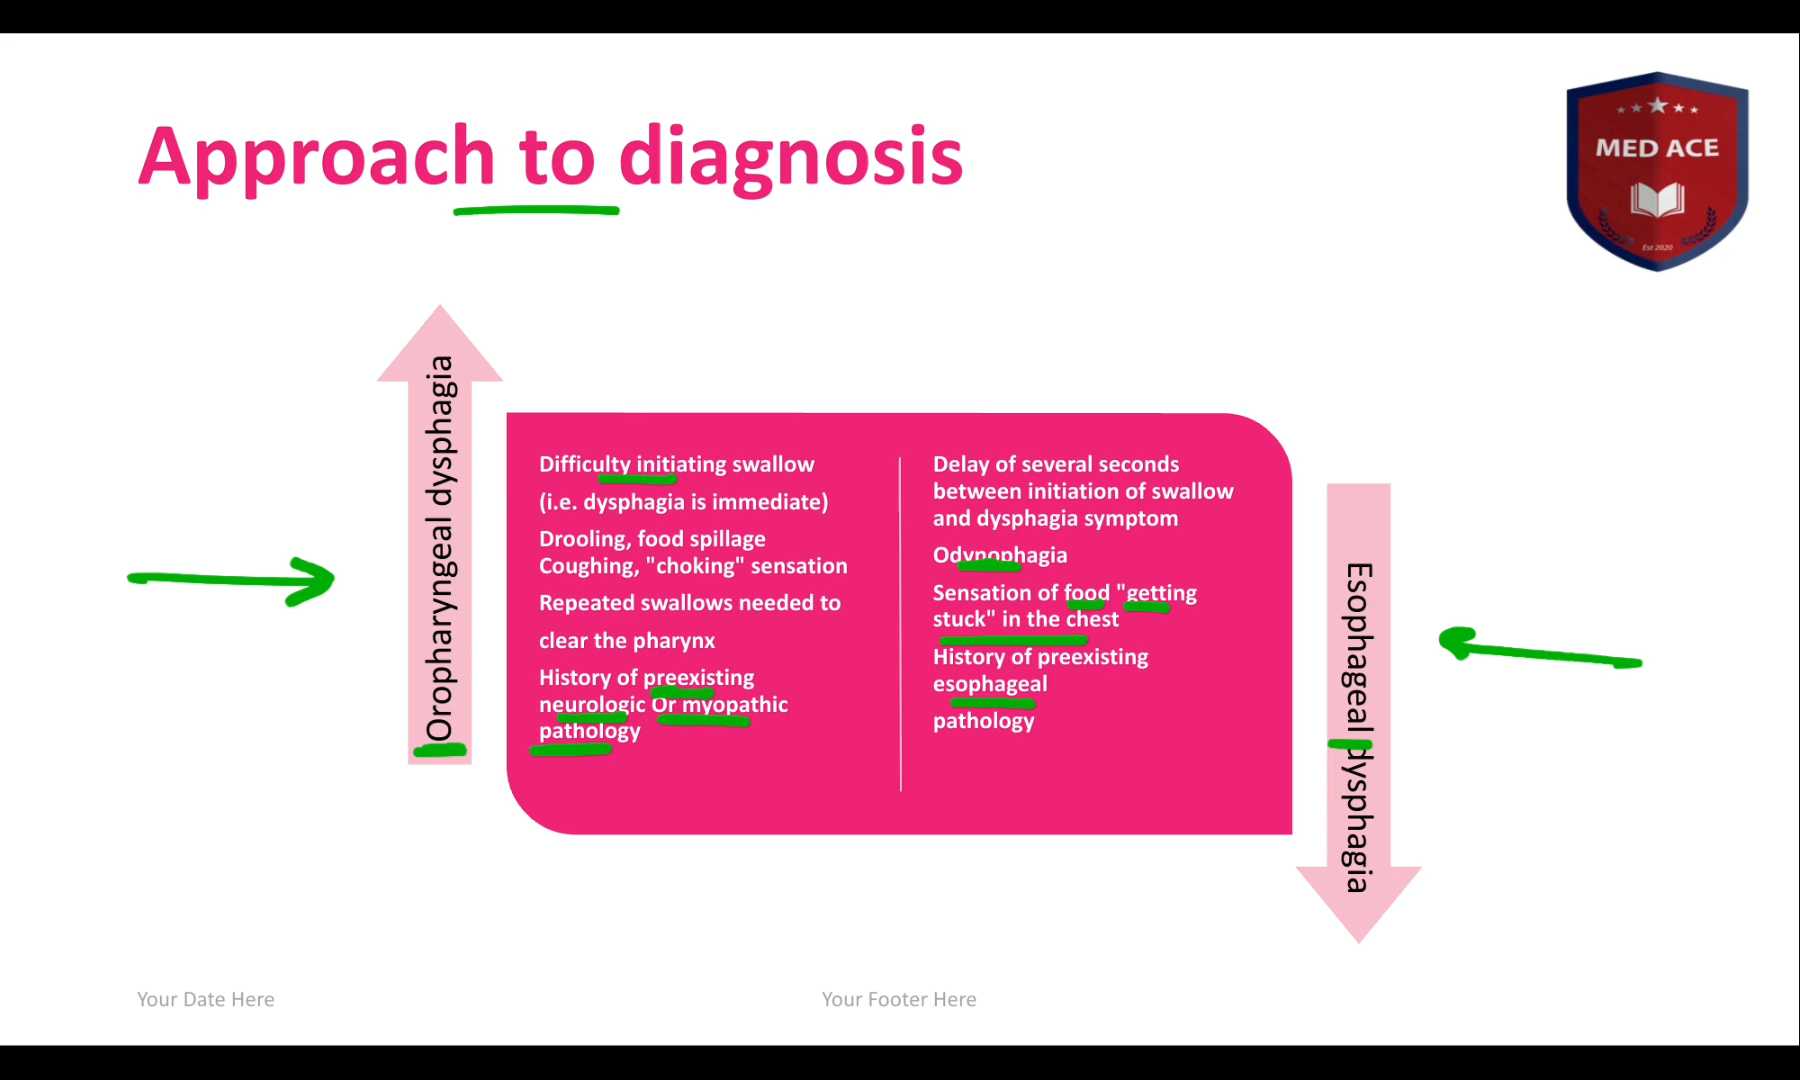 Approach to diagnosis
MED ACE
Est 2020
Oropharyngeal dysphagia
Difficulty initiating swallow
(i.e. dysphagia is immediate)
Drooling, food spillage
Coughing, "choking" sensation
Repeated swallows needed to
clear the pharynx
History of preexisting
neurologic Or myopathic
pathology
Delay of several seconds
between initiation of swallow
and dysphagia symptom
Odynophagia
Sensation of food "getting
stuck" in the chest
History of preexisting
esophageal
pathology
Esophageal dysphagia
Your Date Here
Your Footer Here